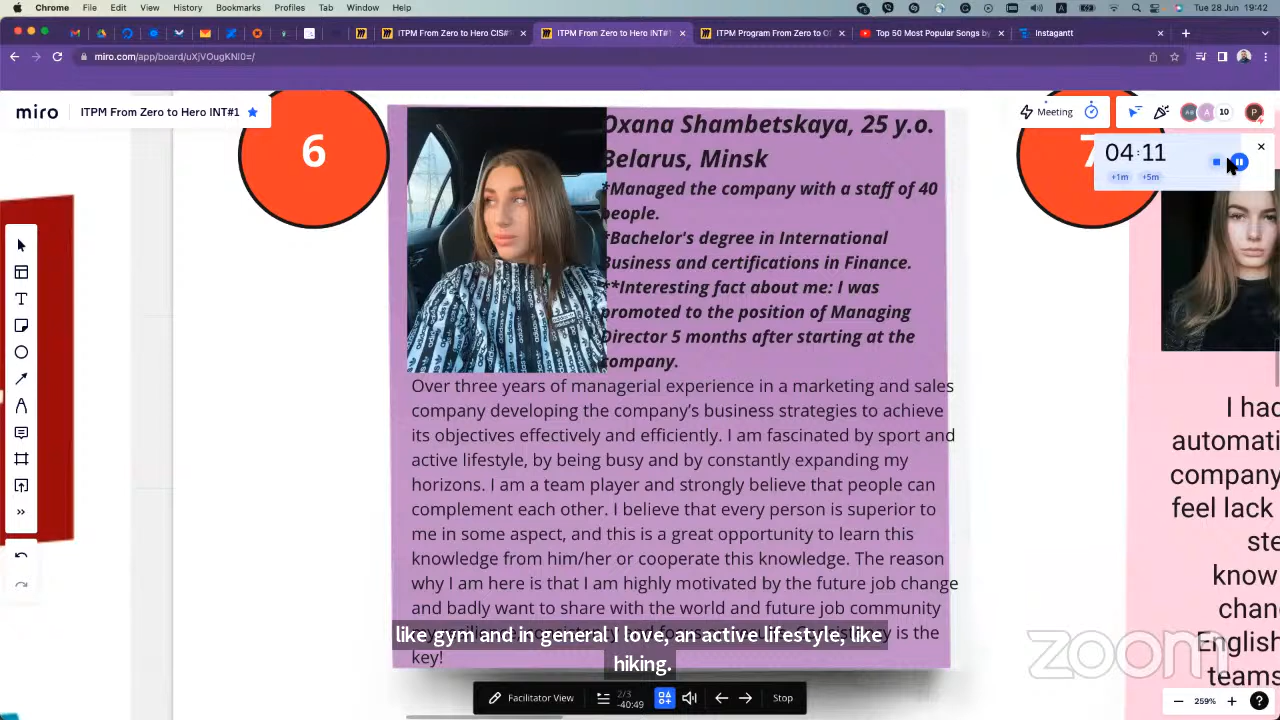 Chrome File Edit View History Bookmarks Profiles Tab Window Help
Tue 28 Jun 19:42
ITPM From Zero to Hero CIS#
ITPM From Zero to Hero INT#1
ITPM Program From Zero to
Top 50 Most Popular Songs by
Instagantt
miro.com/app/board/uXjVOugKNI0=/
miro
ITPM From Zero to Hero INT#1
Meeting
10
P
6
7
04:11
+1m
+5m
Oxana Shambetskaya, 25 y.o.
Belarus, Minsk
*Managed the company with a staff of 40
people.
*Bachelor's degree in International
Business and certifications in Finance.
**Interesting fact about me: I was
promoted to the position of Managing
Director 5 months after starting at the
company.
Over three years of managerial experience in a marketing and sales
company developing the company's business strategies to achieve
its objectives effectively and efficiently. I am fascinated by sport and
active lifestyle, by being busy and by constantly expanding my
horizons. I am a team player and strongly believe that people can
complement each other. I believe that every person is superior to
me in some aspect, and this is a great opportunity to learn this
knowledge from him/her or cooperate this knowledge. The reason
why I am here is that I am highly motivated by the future job change
and badly want to share with the world and future job community
is the
key!
like gym and in general I love, an active lifestyle, like
hiking.
I had
automati
company
feel lack
ste
know
chan
English
teams
zoom
Facilitator View
2/3
-40:49
Stop
259%